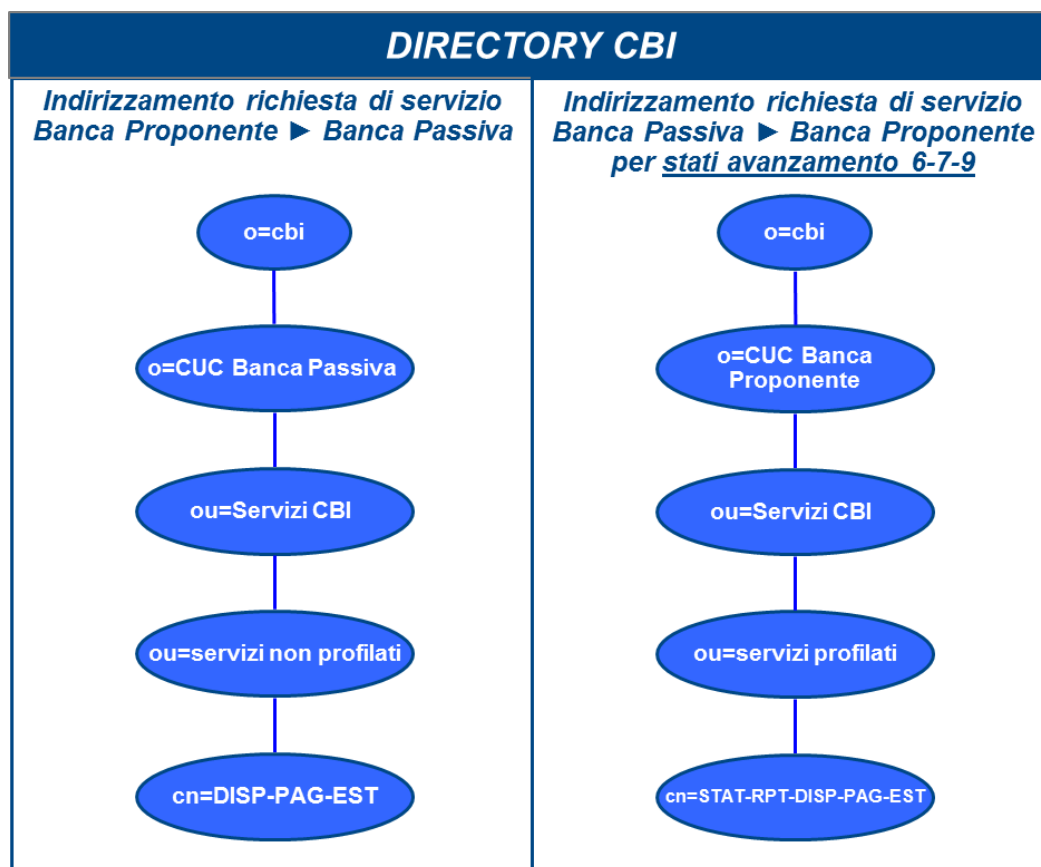 DIRECTORY CBI
Indirizzamento richiesta di servizio
Banca Proponente ► Banca Passiva
o=cbi
o=CUC Banca Passiva
ou=Servizi CBI
ou=servizi non profilati
cn=DISP-PAG-EST
Indirizzamento richiesta di servizio
Banca Passiva ► Banca Proponente
per stati avanzamento 6-7-9
o=cbi
o=CUC Banca
Proponente
ou=Servizi CBI
ou=servizi profilati
cn=STAT-RPT-DISP-PAG-EST